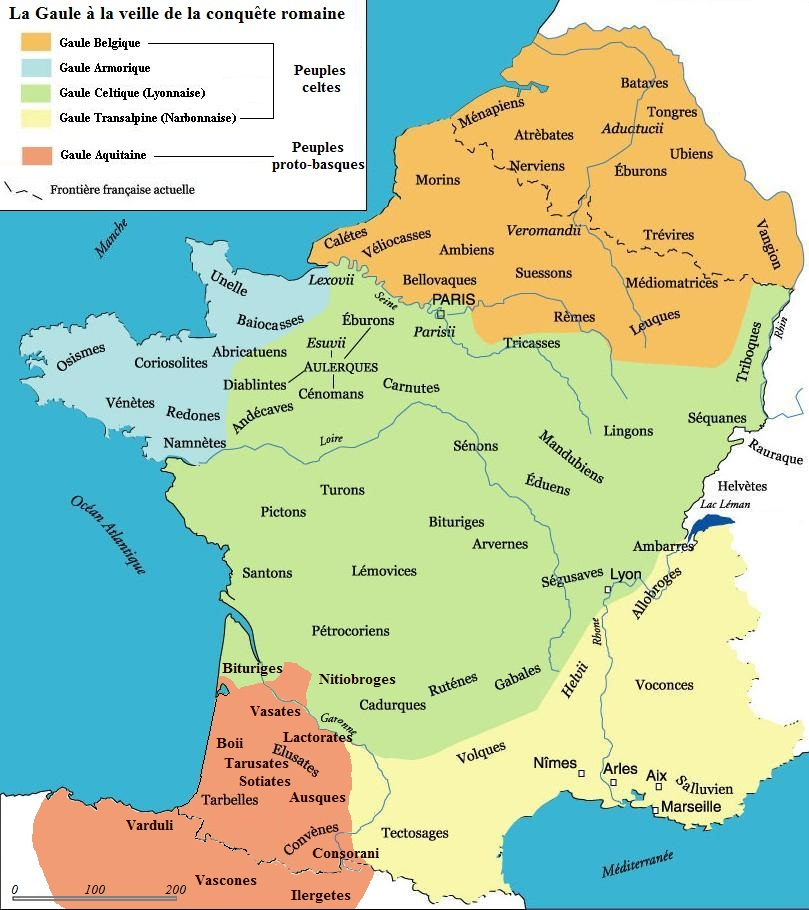 La Gaule à la veille de la conquête romaine
Gaule Belgique
Gaule Armorique
Gaule Celtique (Lyonnaise)
Gaule Transalpine (Narbonnaise)
Peuples
celtes
Gaule Aquitaine
Peuples
proto-basques
Frontière française actuelle
Manche
Bataves
Ménapiens
Tongres
Atrèbates
Aductucii
Ubiens
Nerviens
Éburons
Morins
Calétes
Véliocasses
Veromandii
Trévires
Vangion
Ambiens
Suessons
Médiomatrices
Bellovaques
Unelle
Lexovii
Seine
PARIS
Rèmes
Leuques
Rhin
Baiocasses
Éburons
Parisii
Tricasses
Triboques
Osismes
Coriosolites
Abricatuens
Esuvii
AULERQUES
Diablintes
Cénomans
Carnutes
Vénètes
Redones
Andécaves
Séquanes
Namnètes
Loire
Sénons
Mandubiens
Lingons
Rauraque
Turons
Éduens
Helvètes
Lac Léman
Océan Atlantique
Pictons
Bituriges
Arvernes
Ambarres
Santons
Lémovices
Ségusaves
Lyon
Allobroges
Pétrocoriens
Rhone
Bituriges
Nitiobroges
Ruténes
Gabales
Helvii
Voconces
Cadurques
Vasates
Garonne
Lactorates
Boii
Elusates
Tarusates
Sotiates
Volques
Nîmes
Arles
Aix
Salluvien
Tarbelles
Ausques
Marseille
Varduli
Convènes
Tectosages
Consorani
Méditerranée
Vascones
Ilergetes
0 100 200